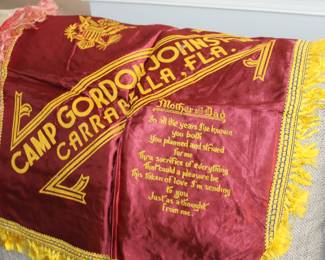 CAMP GORDON JOHNSTON
CARRABELLA, FLA.
Mother and Dad
In all the years I've known
you both
You planned and strived
for me
Thru sacrifice of everything
That could a pleasure be
This token of love I'm sending
to you
Just as a thought
From me.